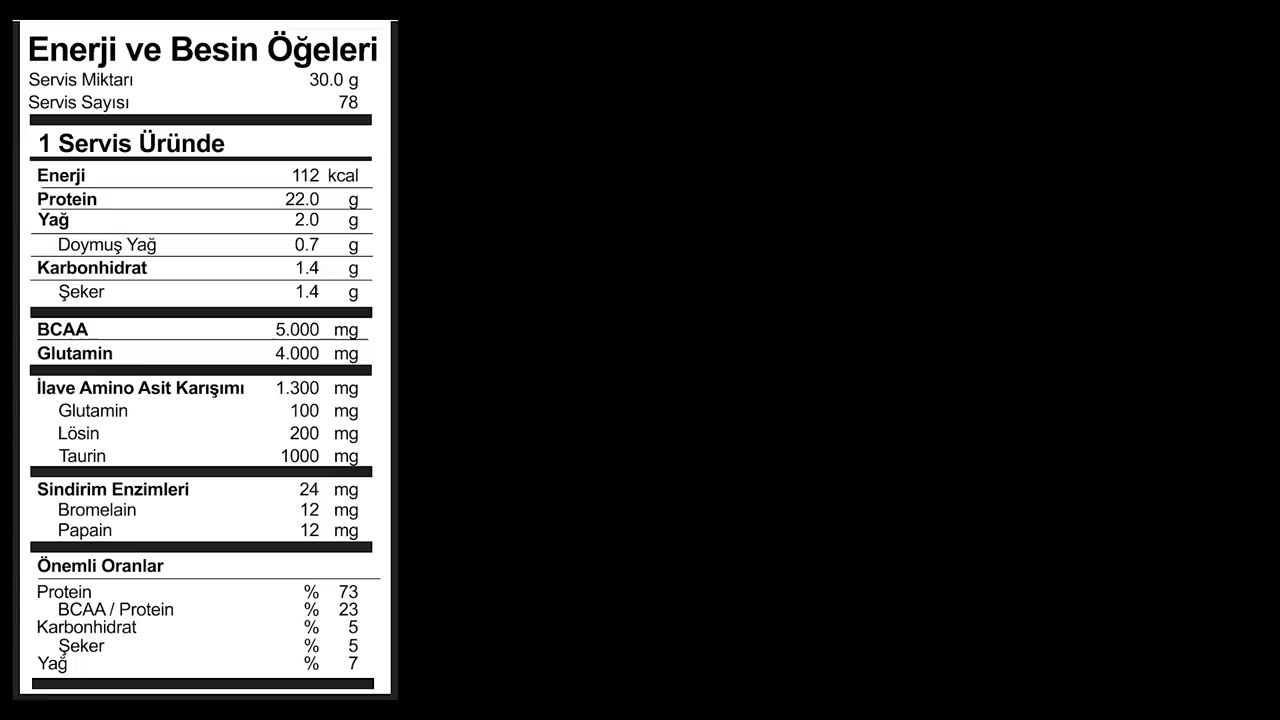 Enerji ve Besin Öğeleri
Servis Miktarı 30.0 g
Servis Sayısı 78
1 Servis Üründe
Enerji 112 kcal
Protein 22.0 g
Yağ 2.0 g
Doymuş Yağ 0.7 g
Karbonhidrat 1.4 g
Şeker 1.4 g
BCAA 5.000 mg
Glutamin 4.000 mg
İlave Amino Asit Karışımı 1.300 mg
Glutamin 100 mg
Lösin 200 mg
Taurin 1000 mg
Sindirim Enzimleri 24 mg
Bromelain 12 mg
Papain 12 mg
Önemli Oranlar
Protein % 73
BCAA / Protein % 23
Karbonhidrat % 5
Şeker % 5
Yağ % 7